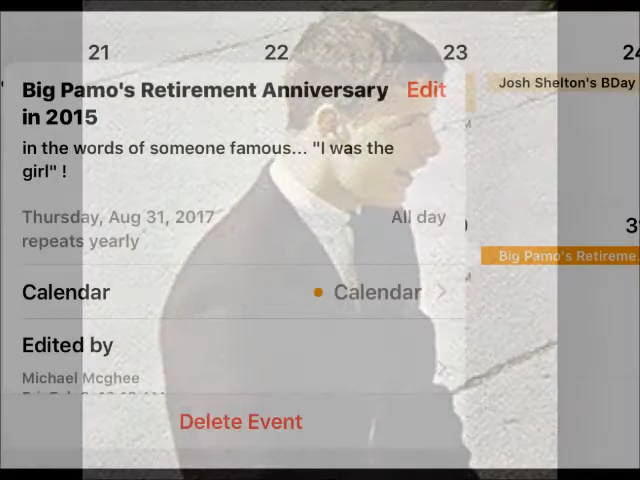 21 22 23 24
Big Pamo's Retirement Anniversary Edit
in 2015
Josh Shelton's BDay
in the words of someone famous... "I was the
girl" !
Thursday, Aug 31, 2017 All day
repeats yearly
Big Pamo's Retireme...
Calendar Calendar
Edited by
Michael Mcghee
Delete Event